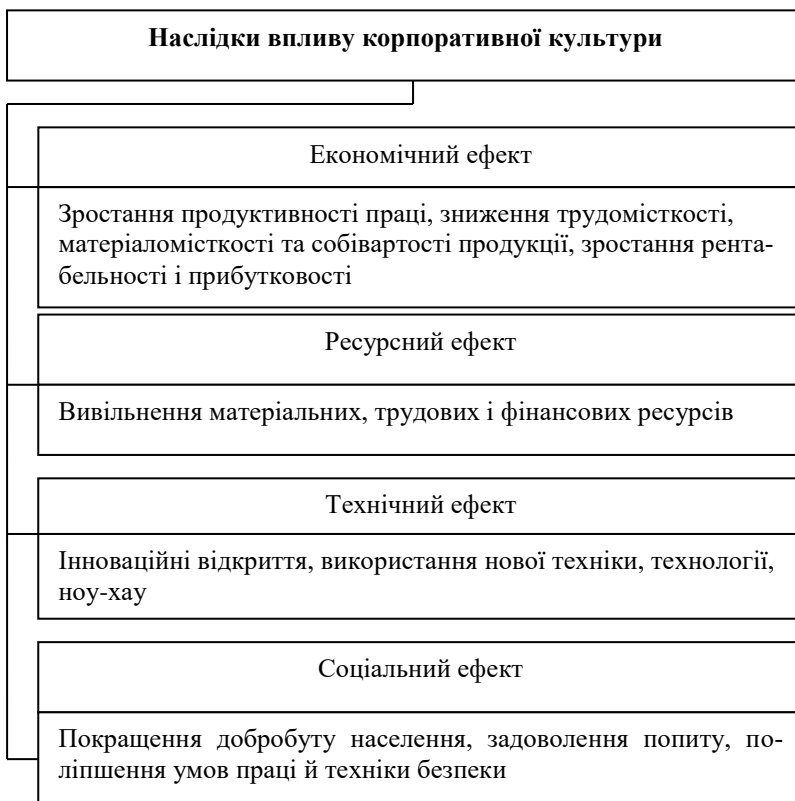 Наслідки впливу корпоративної культури
Економічний ефект
Зростання продуктивності праці, зниження трудомісткості,
матеріаломісткості та собівартості продукції, зростання рента-
бельності і прибутковості
Ресурсний ефект
Вивільнення матеріальних, трудових і фінансових ресурсів
Технічний ефект
Інноваційні відкриття, використання нової техніки, технології,
ноу-хау
Соціальний ефект
Покращення добробуту населення, задоволення попиту, по-
ліпшення умов праці й техніки безпеки